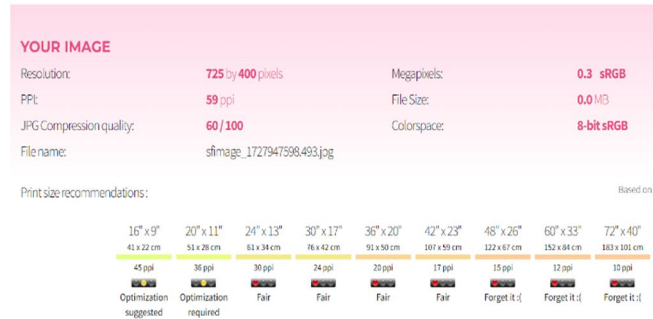 YOUR IMAGE
Resolution: 725 by 400 pixels Megapixels: 0.3 sRGB
PPI: 59 ppi File Size: 0.0 MB
JPG Compression quality: 60 / 100 Colorspace: 8-bit sRGB
File name: sfimage_1727947598.493.jpg
Print size recommendations : Based on
16" x 9" 20" x 11" 24" x 13" 30" x 17" 36" x 20" 42" x 23" 48" x 26" 60" x 33" 72" x 40"
41 x 22 cm 51 x 28 cm 61 x 34 cm 76 x 42 cm 91 x 50 cm 107 x 59 cm 122 x 67 cm 152 x 84 cm 183 x 101 cm
45 ppi 36 ppi 30 ppi 24 ppi 20 ppi 17 ppi 15 ppi 12 ppi 10 ppi
Optimization Optimization Fair Fair Fair Fair Forget it :( Forget it :( Forget it :(
suggested required